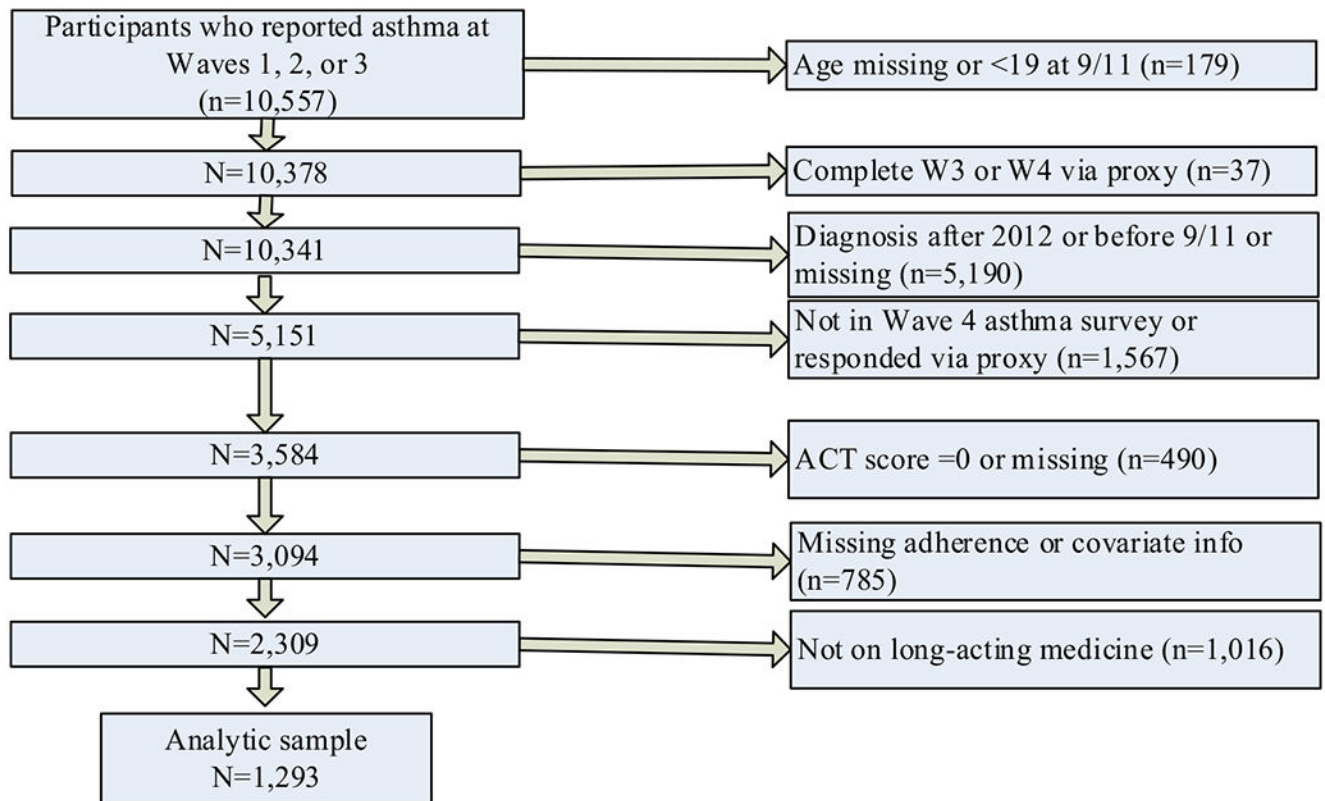 Participants who reported asthma at
Waves 1, 2, or 3
(n=10,557)
Age missing or <19 at 9/11 (n=179)
N=10,378
Complete W3 or W4 via proxy (n=37)
N=10,341
Diagnosis after 2012 or before 9/11 or
missing (n=5,190)
N=5,151
Not in Wave 4 asthma survey or
responded via proxy (n=1,567)
N=3,584
ACT score =0 or missing (n=490)
N=3,094
Missing adherence or covariate info
(n=785)
N=2,309
Not on long-acting medicine (n=1,016)
Analytic sample
N=1,293